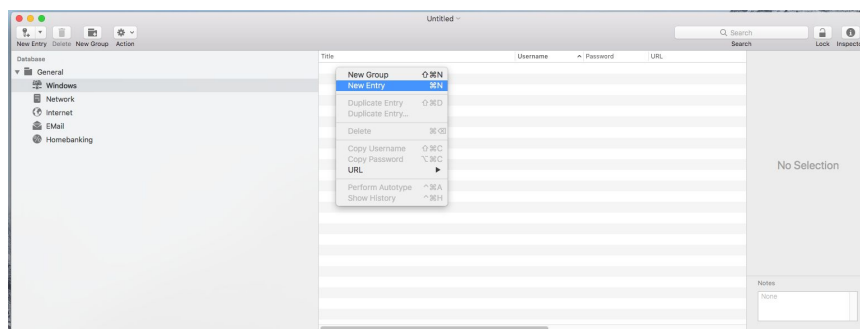 Untitled
New Entry Delete New Group Action
Search
Search
Lock Inspecto
Database
General
Windows
Network
Internet
EMail
Homebanking
Title Username Password URL
New Group ⇧⌘N
New Entry ⌘N
Duplicate Entry ⇧⌘D
Duplicate Entry...
Delete ⌘⌫
Copy Username ⇧⌘C
Copy Password ⌥⌘C
URL
Perform Autotype ^⌘A
Show History ^⌘H
No Selection
Notes
None